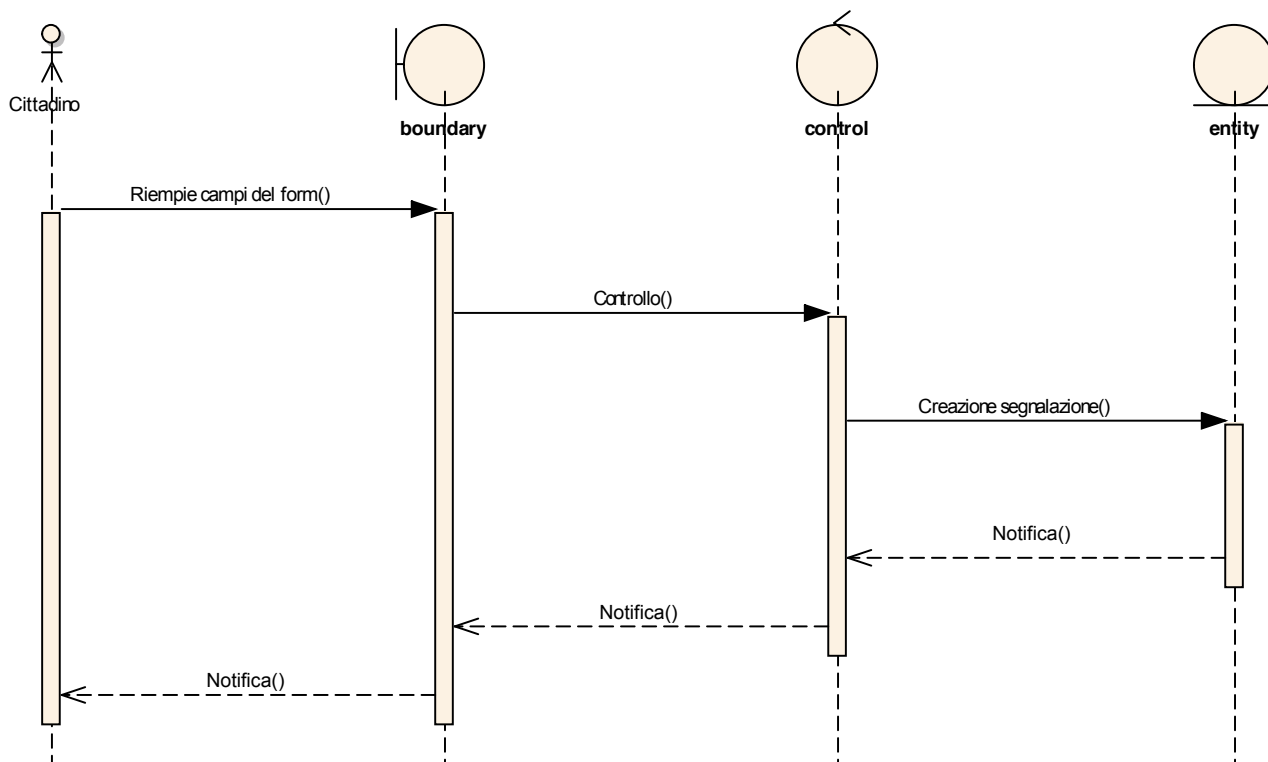 Cittadino
boundary
control
entity
Riempie campi del form()
Controllo()
Creazione segnalazione()
Notifica()
Notifica()
Notifica()